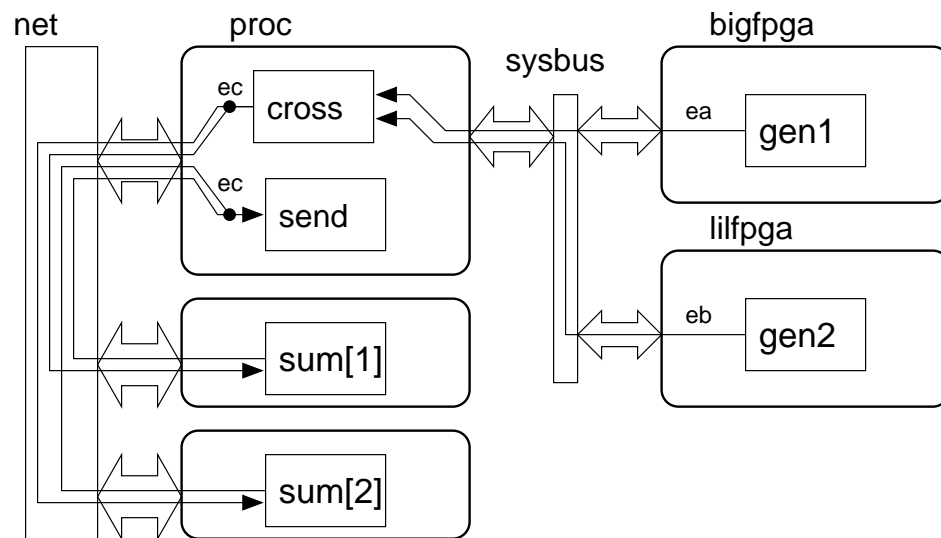 net
proc
sysbus
bigfpga
ec
cross
ea
gen1
ec
send
lilfpga
eb
gen2
sum[1]
sum[2]